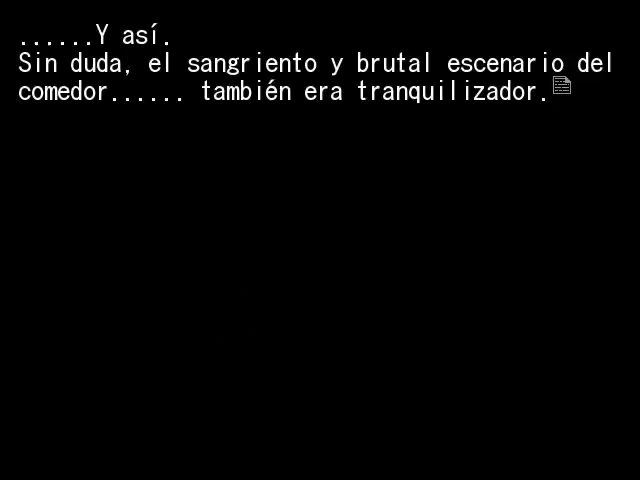 ......Y así.
Sin duda, el sangriento y brutal escenario del
comedor...... también era tranquilizador.